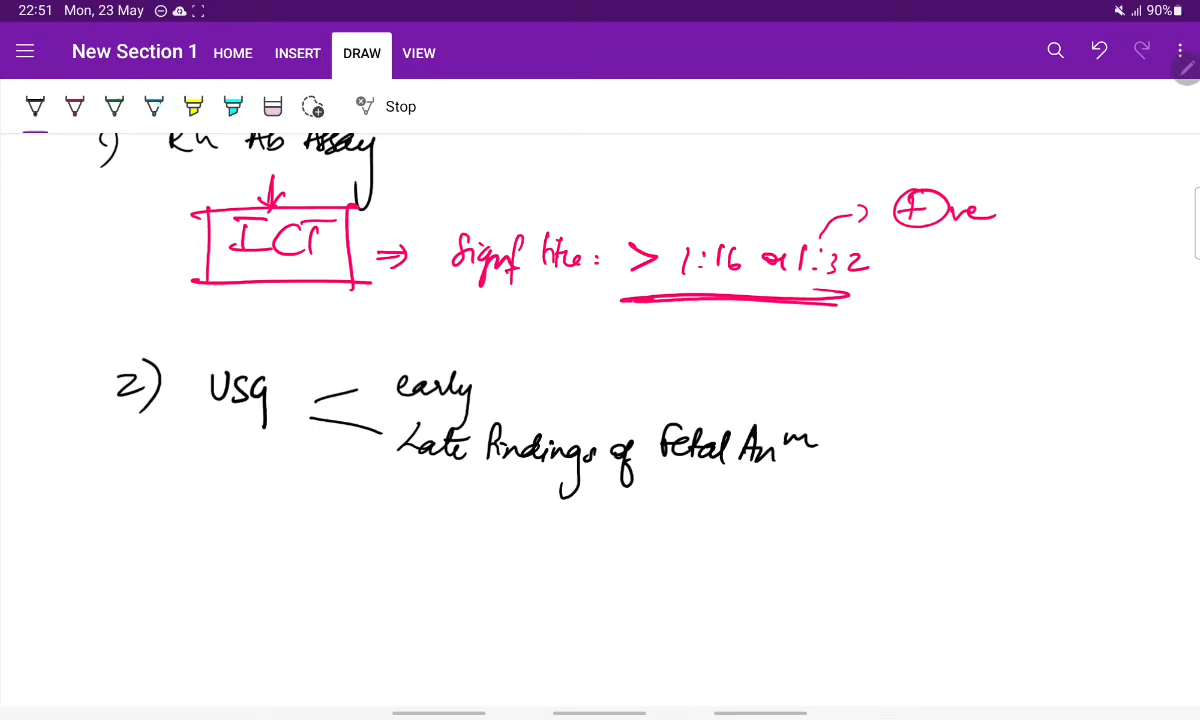 22:51 Mon, 23 May 90%
New Section 1 HOME INSERT DRAW VIEW
Stop
1) Rh Ab Assay
ICT ⇒ Signf titre: > 1:16 or 1:32 → ⊕ve
2) USG
early
Late findings of Fetal An m